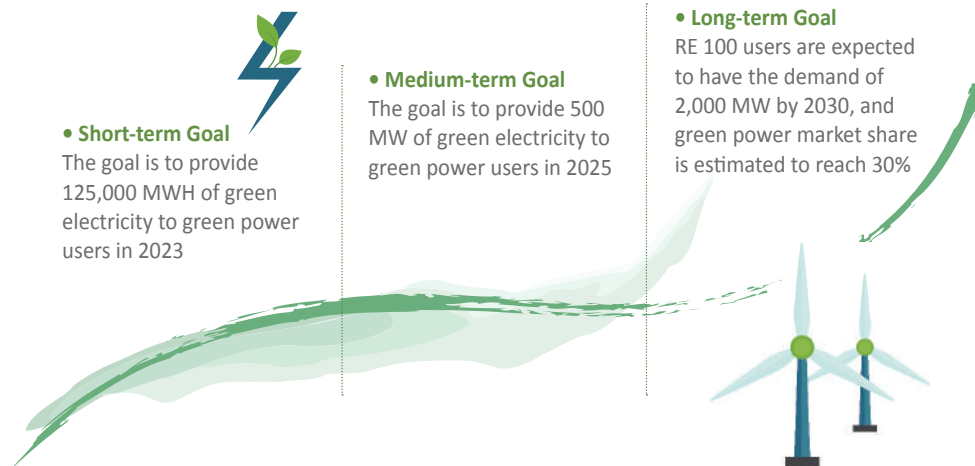 • Short-term Goal
The goal is to provide
125,000 MWH of green
electricity to green power
users in 2023
• Medium-term Goal
The goal is to provide 500
MW of green electricity to
green power users in 2025
• Long-term Goal
RE 100 users are expected
to have the demand of
2,000 MW by 2030, and
green power market share
is estimated to reach 30%